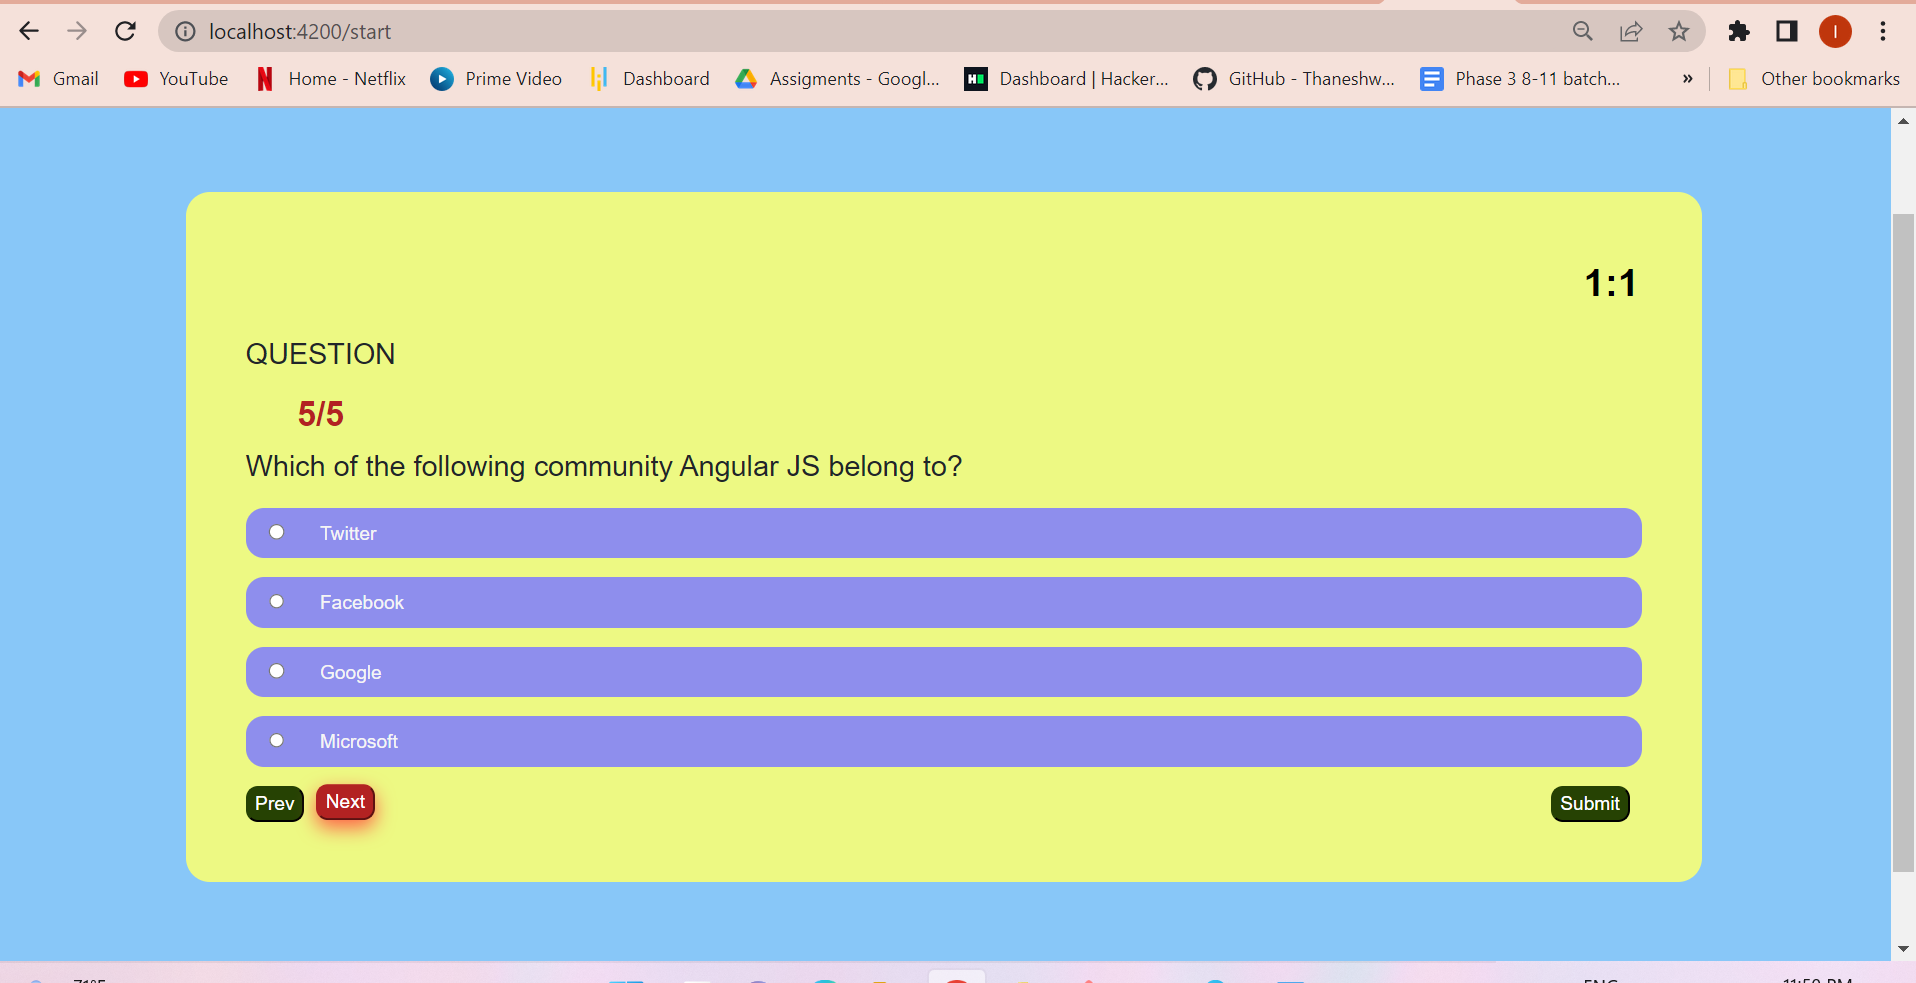 localhost:4200/start
I
Gmail YouTube Home - Netflix Prime Video Dashboard Assigments - Googl... Dashboard | Hacker... GitHub - Thaneshw... Phase 3 8-11 batch... » Other bookmarks
1:1
QUESTION
5/5
Which of the following community Angular JS belong to?
Twitter
Facebook
Google
Microsoft
Prev Next Submit